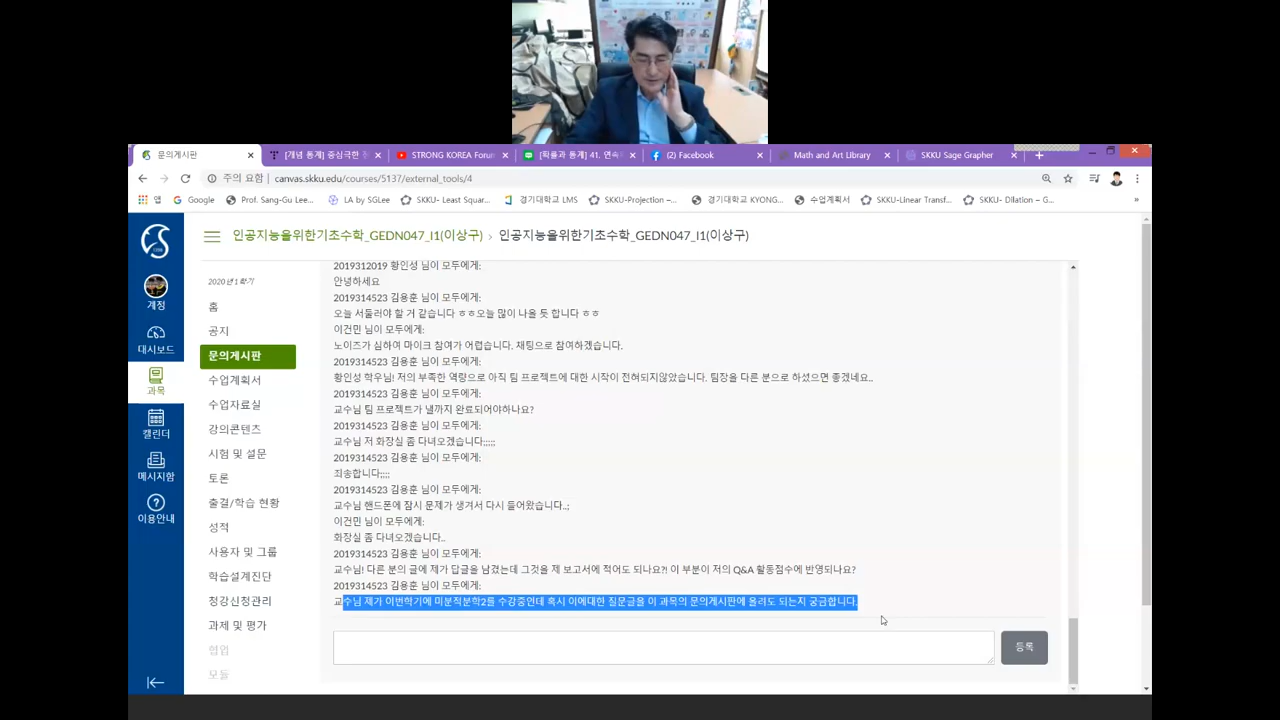 문의게시판
[개념 통계] 중심극한
STRONG KOREA Forum
[확률과 통계] 41. 연속
(2) Facebook
Math and Art Library
SKKU Sage Grapher
주의 요함 canvas.skku.edu/courses/5137/external_tools/4
앱
Google
Prof. Sang-Gu Lee...
LA by SGLee
SKKU- Least Squar...
경기대학교 LMS
SKKU-Projection -...
경기대학교 KYONG...
수업계획서
SKKU-Linear Transf...
SKKU- Dilation – G...
인공지능을위한기초수학_GEDN047_I1(이상구) › 인공지능을위한기초수학_GEDN047_I1(이상구)
계정
대시보드
과목
캘린더
메시지함
이용안내
2020년 1학기
홈
공지
문의게시판
수업계획서
수업자료실
강의콘텐츠
시험 및 설문
토론
출결/학습 현황
성적
사용자 및 그룹
학습설계진단
청강신청관리
과제 및 평가
협업
모듈
2019312019 황인성 님이 모두에게:
안녕하세요
2019314523 김용훈 님이 모두에게:
오늘 서둘러야 할 거 같습니다 ㅎㅎ오늘 많이 나올 듯 합니다 ㅎㅎ
이건민 님이 모두에게:
노이즈가 심하여 마이크 참여가 어렵습니다. 채팅으로 참여하겠습니다.
2019314523 김용훈 님이 모두에게:
황인성 학우님! 저의 부족한 역량으로 아직 팀 프로젝트에 대한 시작이 전혀되지않았습니다. 팀장을 다른 분으로 하셨으면 좋겠네요..
2019314523 김용훈 님이 모두에게:
교수님 팀 프로젝트가 낼까지 완료되어야하나요?
2019314523 김용훈 님이 모두에게:
교수님 저 화장실 좀 다녀오겠습니다;;;;;
2019314523 김용훈 님이 모두에게:
죄송합니다;;;;
2019314523 김용훈 님이 모두에게:
교수님 핸드폰에 잠시 문제가 생겨서 다시 들어왔습니다..;
이건민 님이 모두에게:
화장실 좀 다녀오겠습니다..
2019314523 김용훈 님이 모두에게:
교수님! 다른 분의 글에 제가 답글을 남겼는데 그것을 제 보고서에 적어도 되나요?! 이 부분이 저의 Q&A 활동점수에 반영되나요?
2019314523 김용훈 님이 모두에게:
교수님 제가 이번학기에 미분적분학2를 수강중인데 혹시 이에대한 질문글을 이 과목의 문의게시판에 올려도 되는지 궁금합니다.
등록